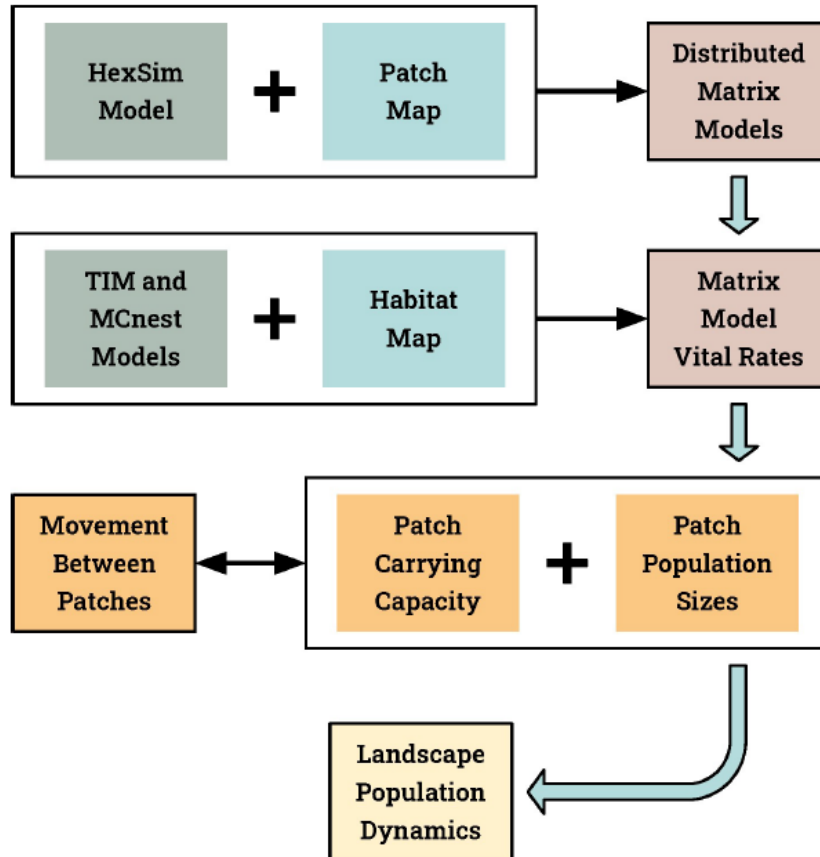 HexSim
Model
+
Patch
Map
Distributed
Matrix
Models
TIM and
MCnest
Models
+
Habitat
Map
Matrix
Model
Vital Rates
Movement
Between
Patches
Patch
Carrying
Capacity
+
Patch
Population
Sizes
Landscape
Population
Dynamics